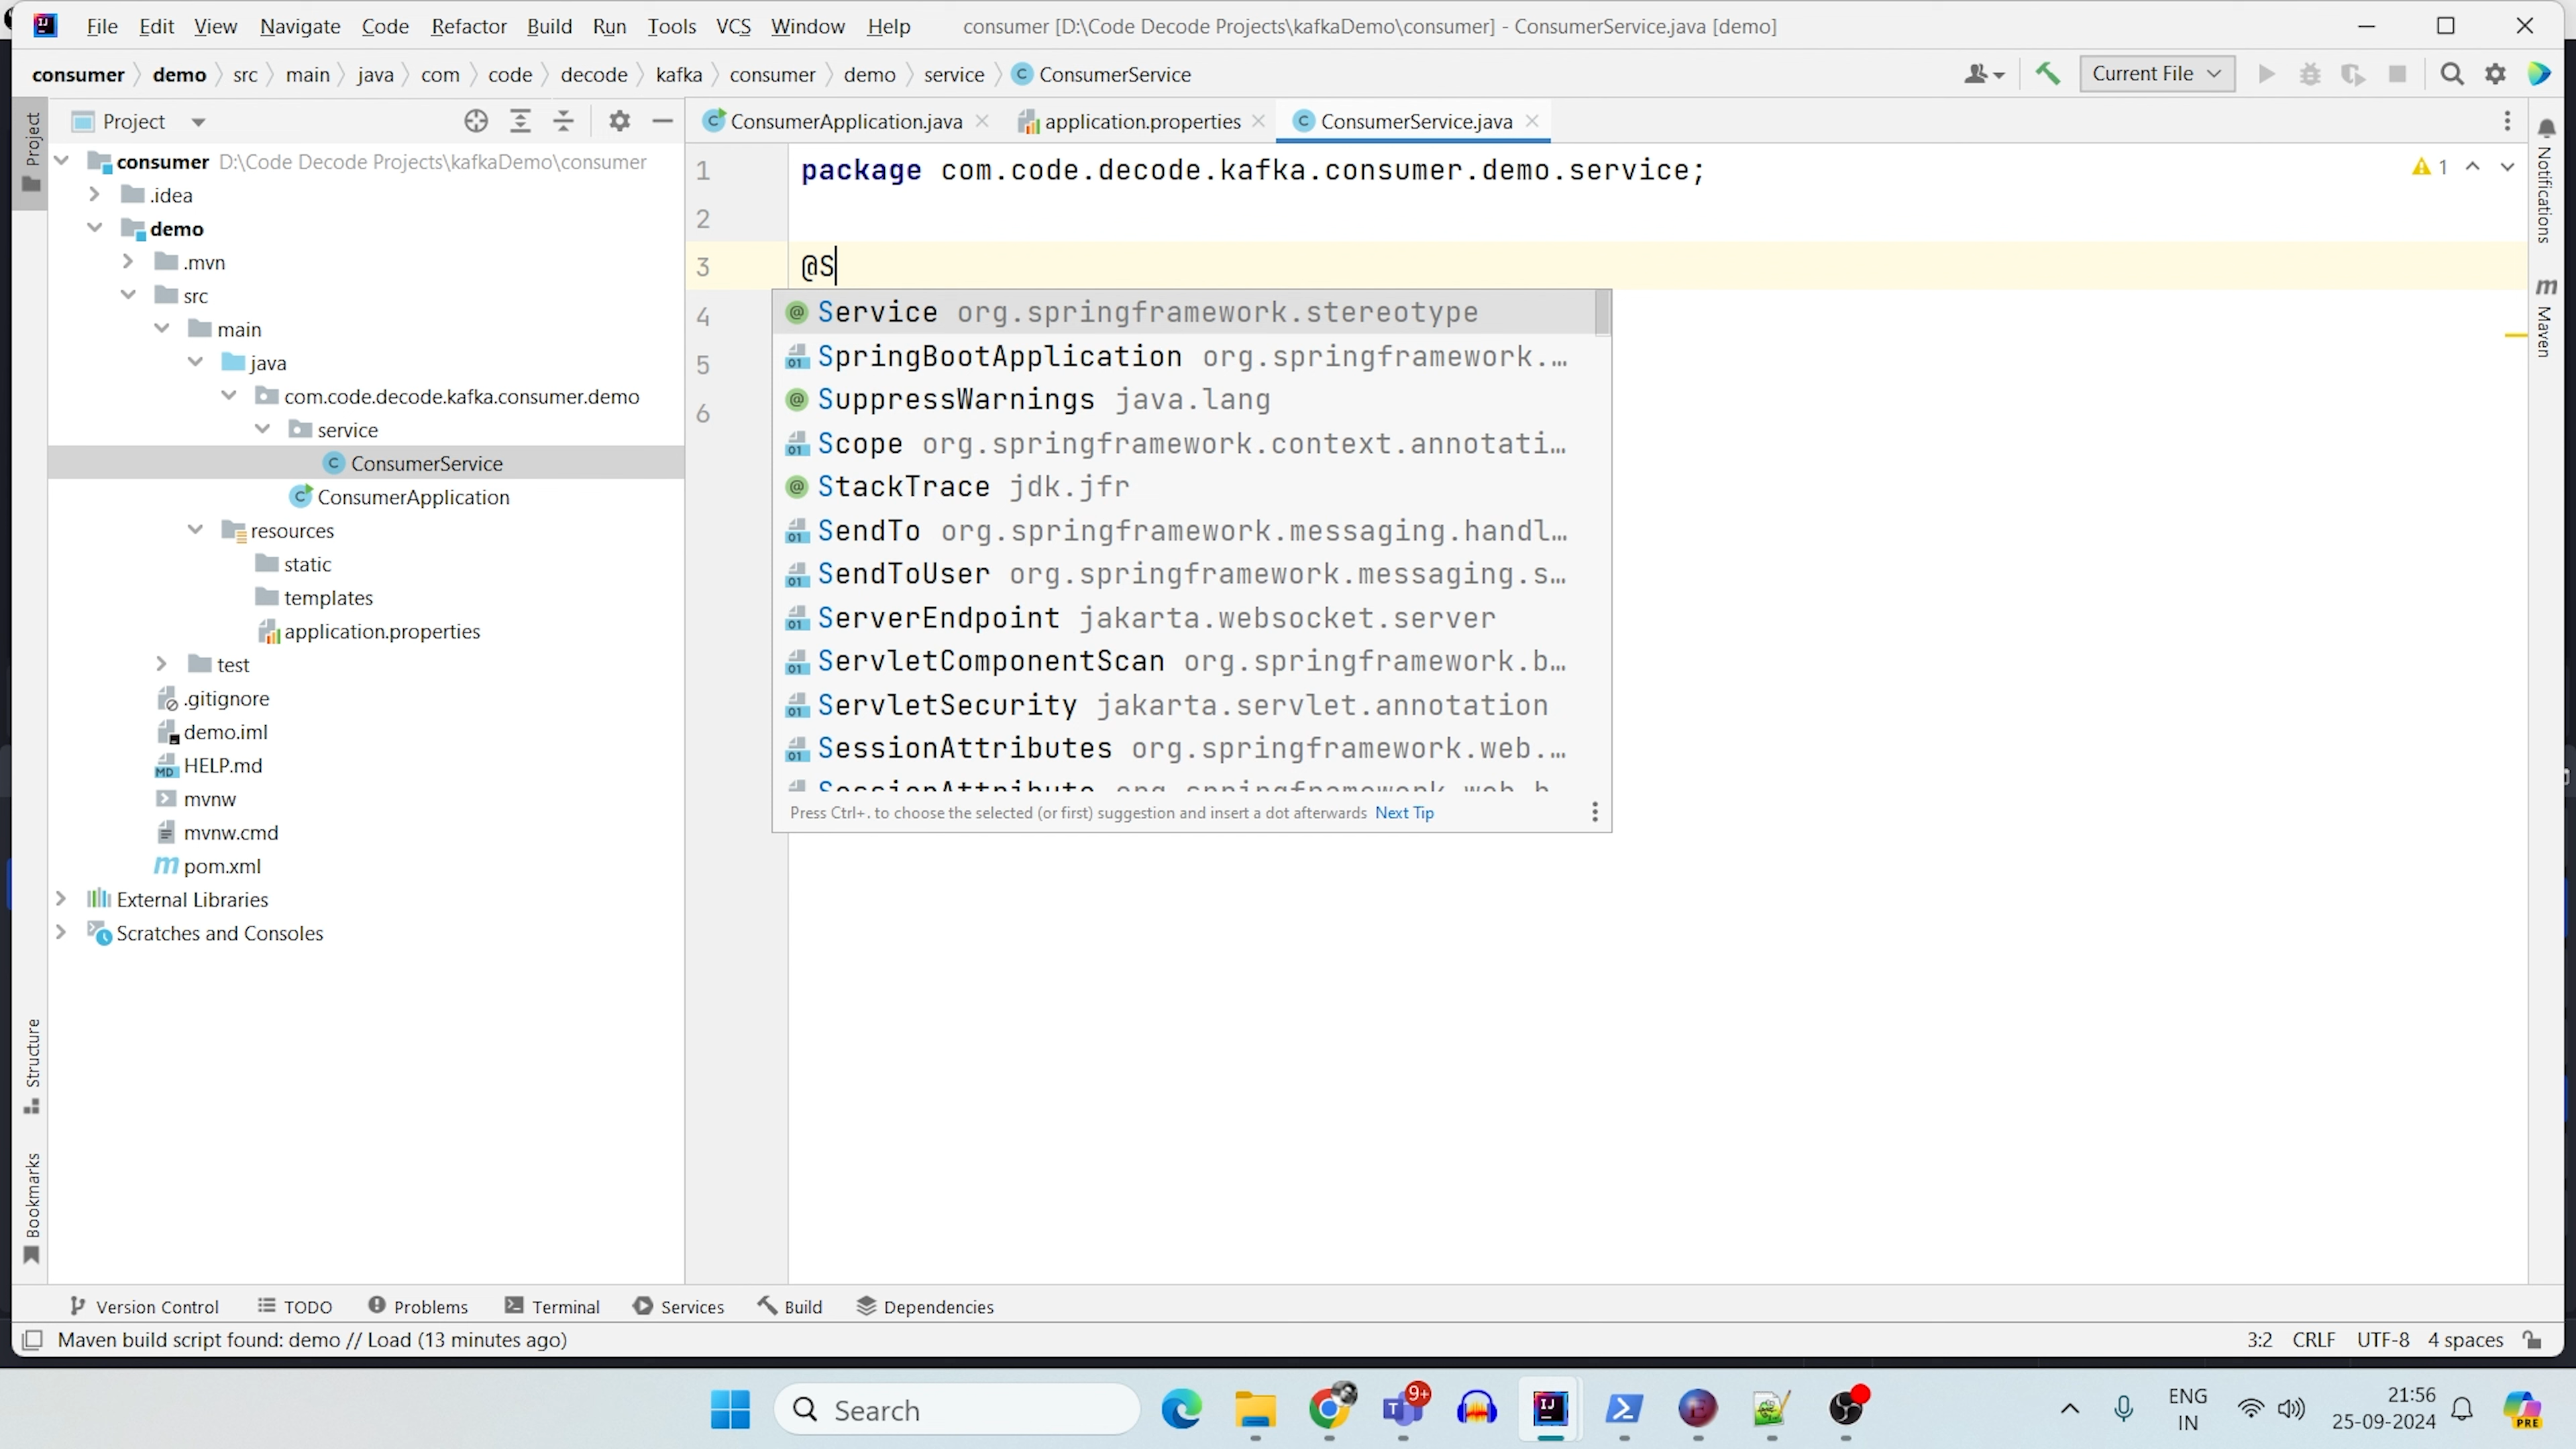 File Edit View Navigate Code Refactor Build Run Tools VCS Window Help consumer [D:\Code Decode Projects\kafkaDemo\consumer] - ConsumerService.java [demo]
consumer demo src main java com code decode kafka consumer demo service ConsumerService Current File
Project ConsumerApplication.java application.properties ConsumerService.java
Project
consumer D:\Code Decode Projects\kafkaDemo\consumer
.idea
demo
.mvn
src
main
java
com.code.decode.kafka.consumer.demo
service
ConsumerService
ConsumerApplication
resources
static
templates
application.properties
test
.gitignore
demo.iml
HELP.md
mvnw
mvnw.cmd
pom.xml
External Libraries
Scratches and Consoles
Structure
Bookmarks
1 package com.code.decode.kafka.consumer.demo.service;
2
3 @S
4
5
6
1
Service org.springframework.stereotype
SpringBootApplication org.springframework.…
SuppressWarnings java.lang
Scope org.springframework.context.annotati…
StackTrace jdk.jfr
SendTo org.springframework.messaging.handl…
SendToUser org.springframework.messaging.s…
ServerEndpoint jakarta.websocket.server
ServletComponentScan org.springframework.b…
ServletSecurity jakarta.servlet.annotation
SessionAttributes org.springframework.web.…
Press Ctrl+. to choose the selected (or first) suggestion and insert a dot afterwards Next Tip
Notifications
m Maven
Version Control TODO Problems Terminal Services Build Dependencies
Maven build script found: demo // Load (13 minutes ago) 3:2 CRLF UTF-8 4 spaces
Search 9+ ENG 21:56
IN 25-09-2024
PRE